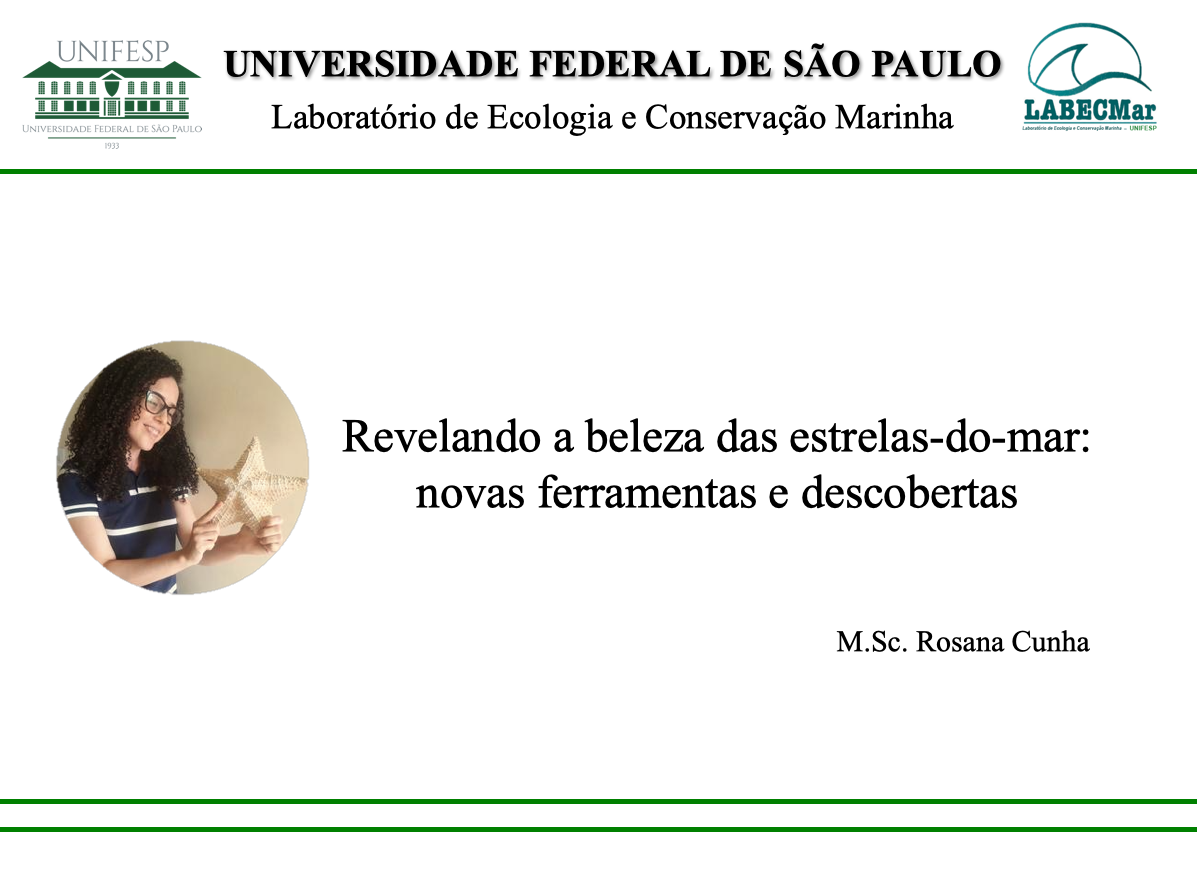 UNIFESP
UNIVERSIDADE FEDERAL DE SÃO PAULO
1933
UNIVERSIDADE FEDERAL DE SÃO PAULO
Laboratório de Ecologia e Conservação Marinha
LABECMar
Laboratório de Ecologia e Conservação Marinha - UNIFESP
Revelando a beleza das estrelas-do-mar:
novas ferramentas e descobertas
M.Sc. Rosana Cunha